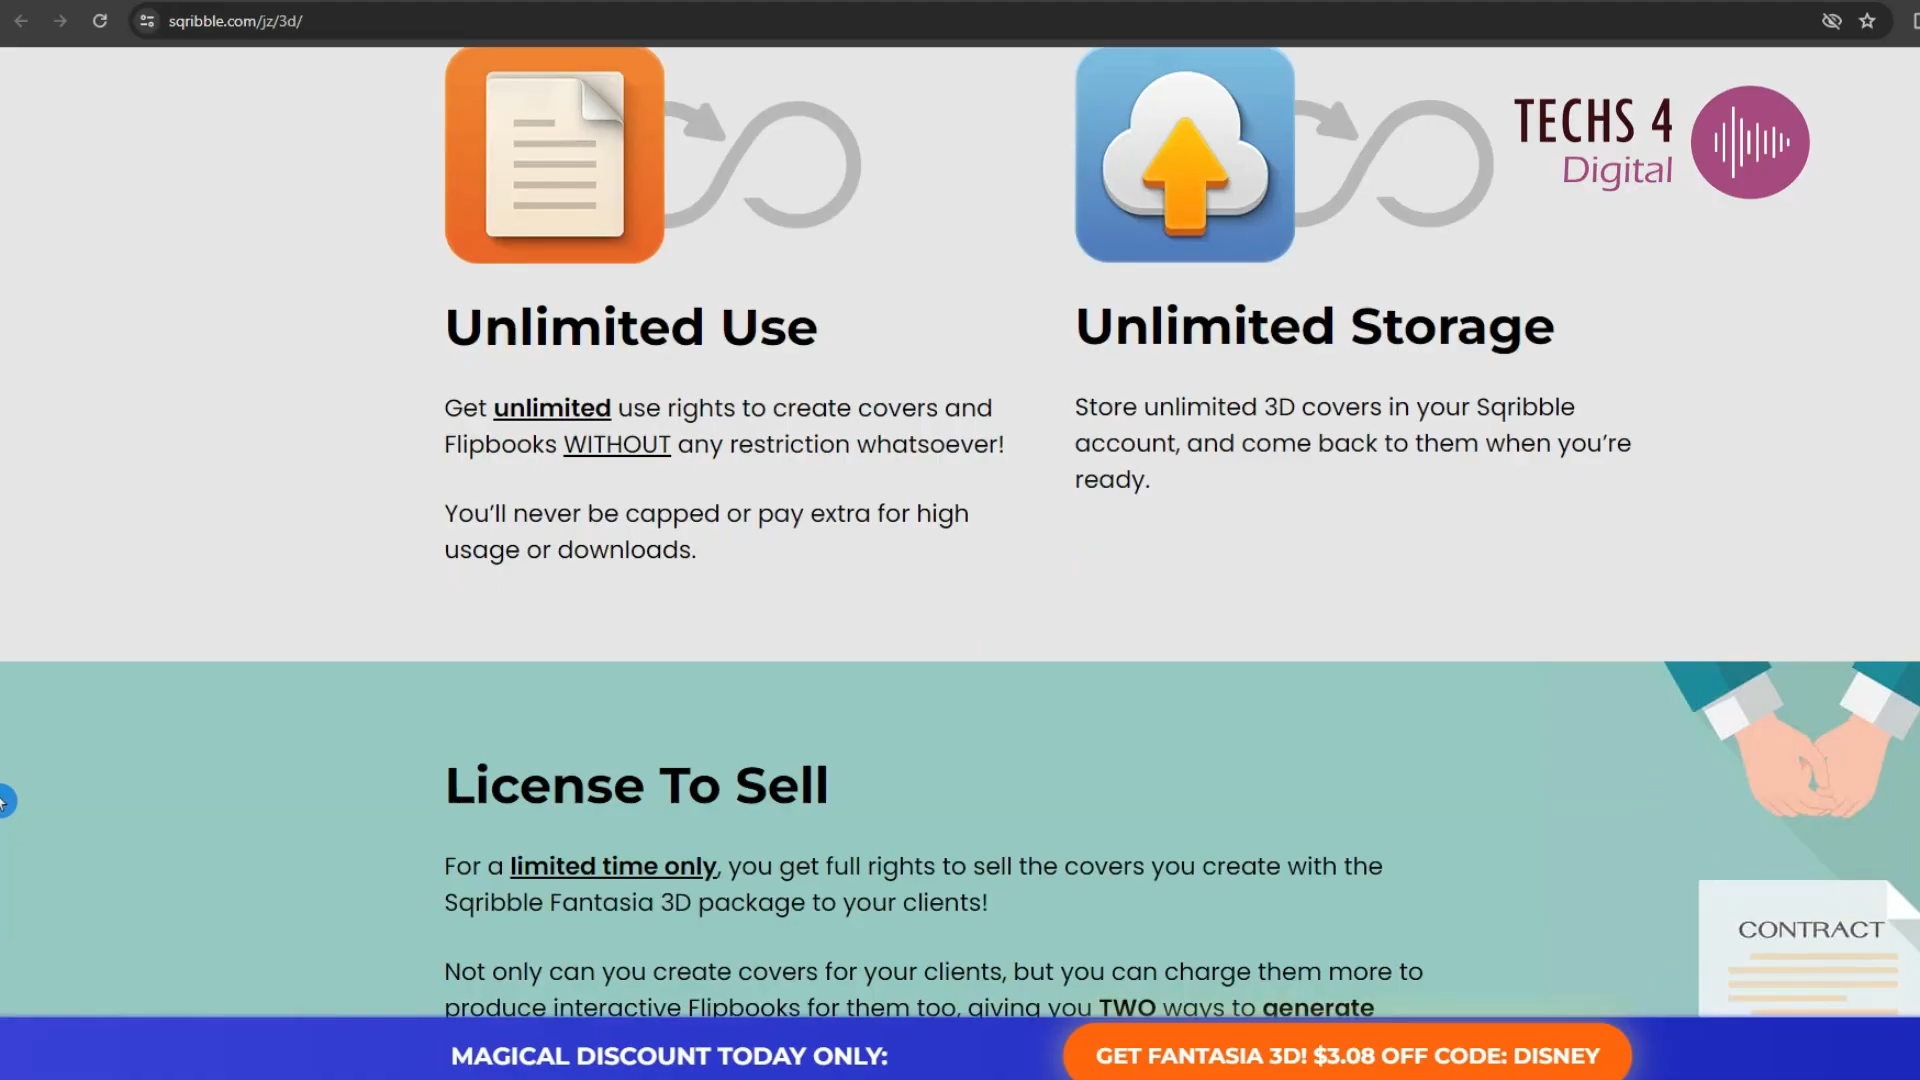 sqribble.com/jz/3d/
TECHS 4
Digital
Unlimited Use
Get unlimited use rights to create covers and
Flipbooks WITHOUT any restriction whatsoever!
You’ll never be capped or pay extra for high
usage or downloads.
Unlimited Storage
Store unlimited 3D covers in your Sqribble
account, and come back to them when you’re
ready.
License To Sell
For a limited time only, you get full rights to sell the covers you create with the
Sqribble Fantasia 3D package to your clients!
Not only can you create covers for your clients, but you can charge them more to
produce interactive Flipbooks for them too, giving you TWO ways to generate
CONTRACT
MAGICAL DISCOUNT TODAY ONLY:
GET FANTASIA 3D! $3.08 OFF CODE: DISNEY